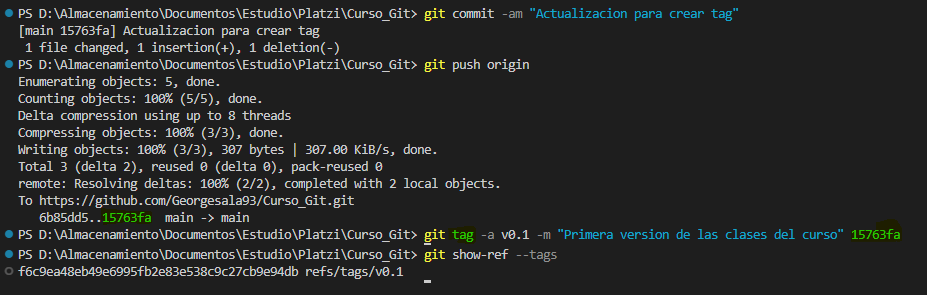 PS D:\Almacenamiento\Documentos\Estudio\Platzi\Curso_Git> git commit -am "Actualizacion para crear tag"
[main 15763fa] Actualizacion para crear tag
 1 file changed, 1 insertion(+), 1 deletion(-)
PS D:\Almacenamiento\Documentos\Estudio\Platzi\Curso_Git> git push origin
Enumerating objects: 5, done.
Counting objects: 100% (5/5), done.
Delta compression using up to 8 threads
Compressing objects: 100% (3/3), done.
Writing objects: 100% (3/3), 307 bytes | 307.00 KiB/s, done.
Total 3 (delta 2), reused 0 (delta 0), pack-reused 0
remote: Resolving deltas: 100% (2/2), completed with 2 local objects.
To https://github.com/Georgesala93/Curso_Git.git
   6b85dd5..15763fa  main -> main
PS D:\Almacenamiento\Documentos\Estudio\Platzi\Curso_Git> git tag -a v0.1 -m "Primera version de las clases del curso" 15763fa
PS D:\Almacenamiento\Documentos\Estudio\Platzi\Curso_Git> git show-ref --tags
f6c9ea48eb49e6995fb2e83e538c9c27cb9e94db refs/tags/v0.1